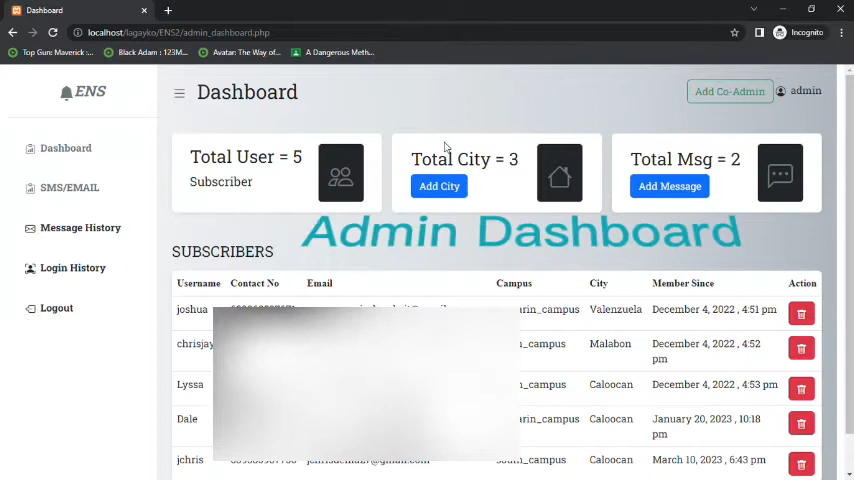 Dashboard
localhost/lagayko/ENS2/admin_dashboard.php
Incognito
Top Gun: Maverick :...
Black Adam : 123M...
Avatar: The Way of...
A Dangerous Meth...
ENS
Dashboard
Add Co-Admin
admin
Dashboard
SMS/EMAIL
Message History
Login History
Logout
Total User = 5
Subscriber
Total City = 3
Add City
Total Msg = 2
Add Message
Admin Dashboard
SUBSCRIBERS
Username Contact No Email Campus City Member Since Action
joshua Valenzuela December 4, 2022 , 4:51 pm
chrisjay Malabon December 4, 2022 , 4:52
pm
Lyssa Caloocan December 4, 2022 , 4:53 pm
Dale Caloocan January 20, 2023 , 10:18
pm
jchris Caloocan March 10, 2023 , 6:43 pm